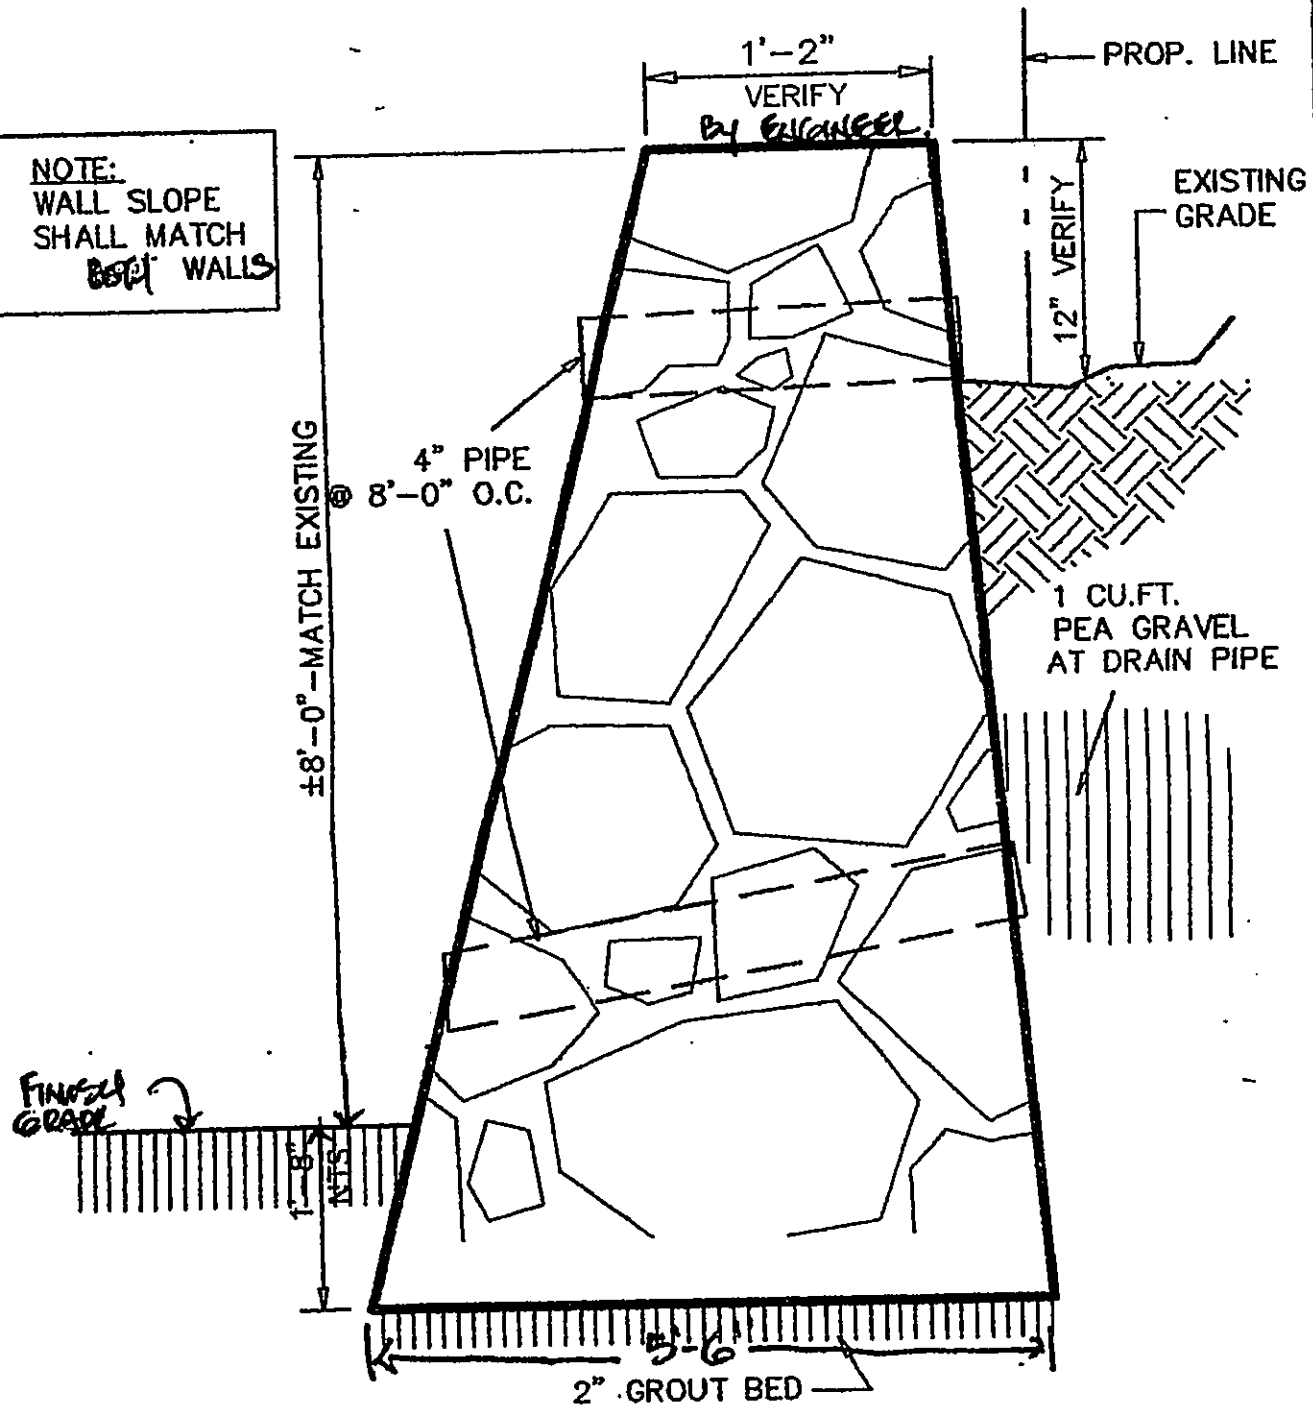 1'-2"
VERIFY
By ENGINEER
PROP. LINE
NOTE:
WALL SLOPE
SHALL MATCH
WALLS
12" VERIFY
EXISTING
GRADE
±8'-0"-MATCH EXISTING
4" PIPE
@ 8'-0" O.C.
1 CU.FT.
PEA GRAVEL
AT DRAIN PIPE
FINISH
GRADE
1'-8"
NTS
5'-6"
2" GROUT BED